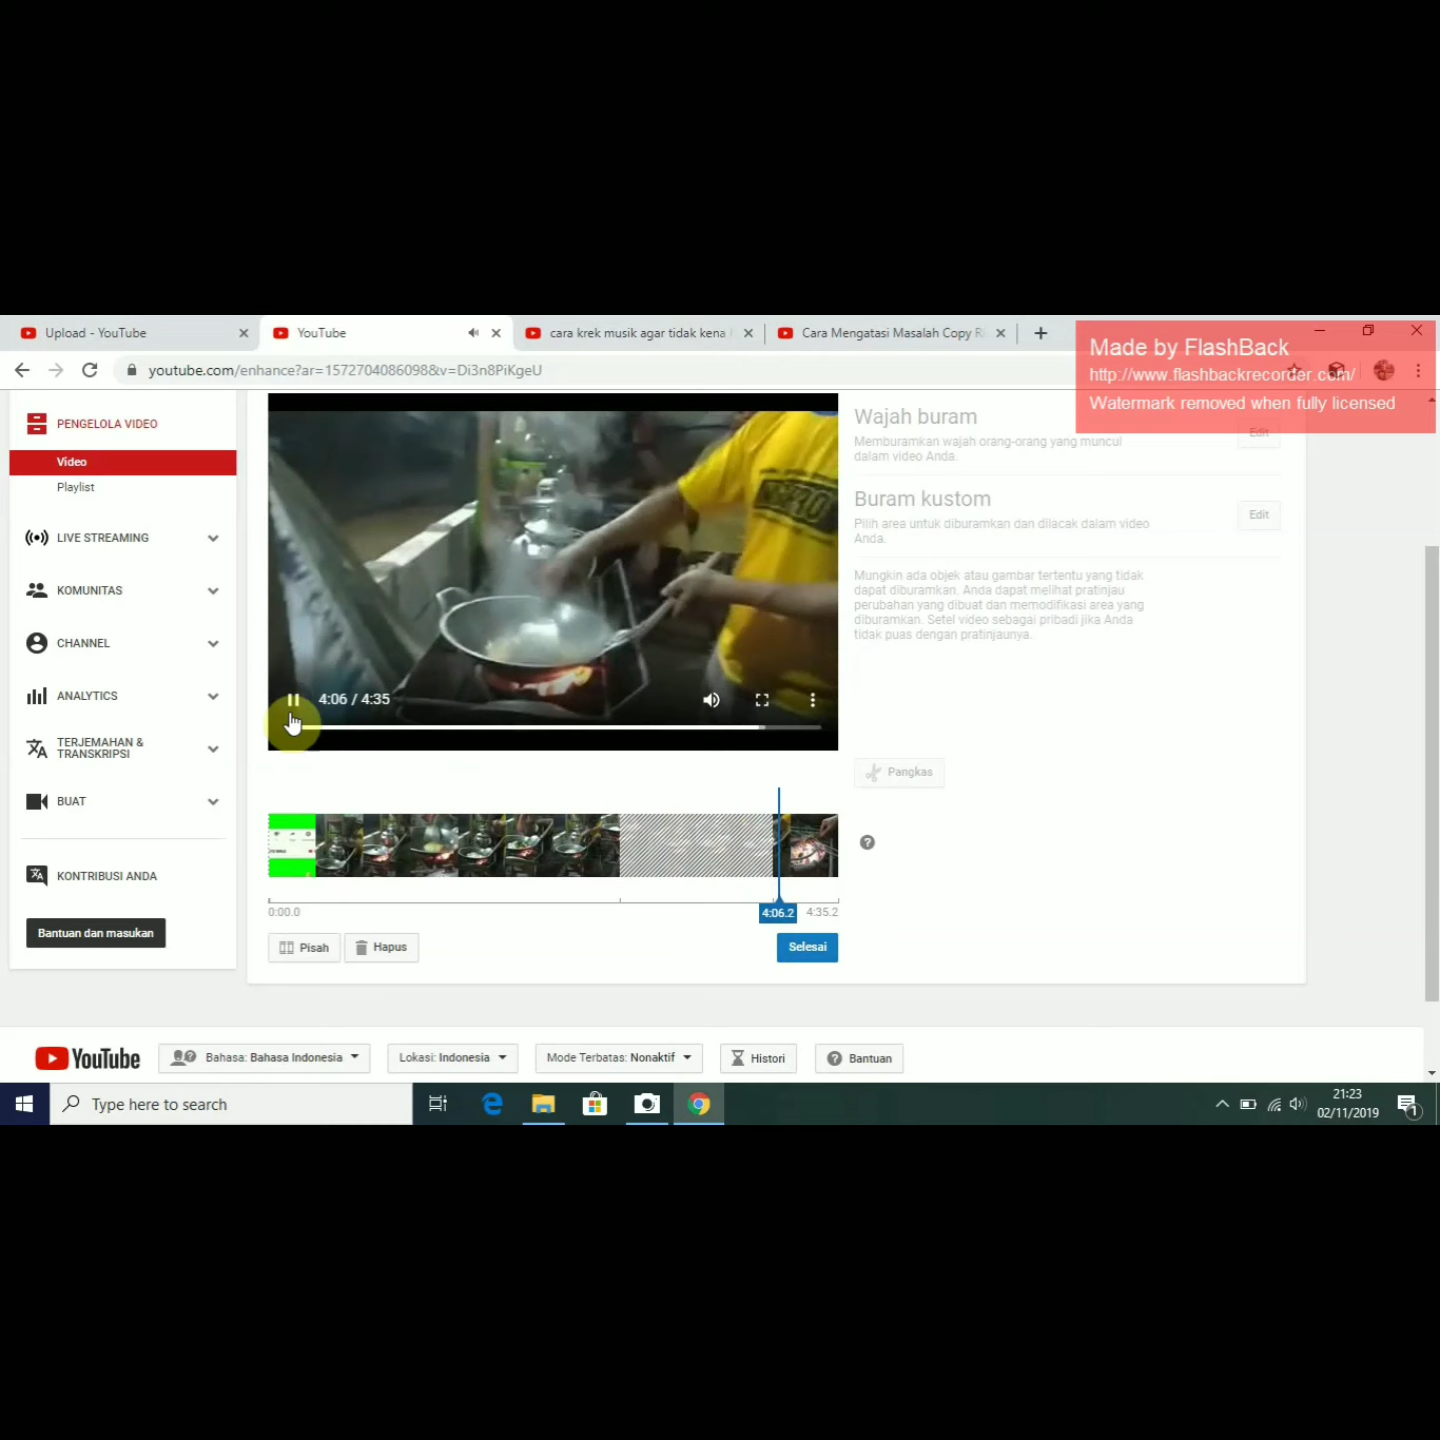 Upload - YouTube
YouTube
cara krek musik agar tidak kena
Cara Mengatasi Masalah Copy R
Made by FlashBack
http://www.flashbackrecorder.com/
Watermark removed when fully licensed
youtube.com/enhance?ar=1572704086098&v=Di3n8PiKgeU
PENGELOLA VIDEO
Video
Playlist
LIVE STREAMING
KOMUNITAS
CHANNEL
ANALYTICS
TERJEMAHAN &
TRANSKRIPSI
BUAT
KONTRIBUSI ANDA
Bantuan dan masukan
4:06 / 4:35
Wajah buram
Memburamkan wajah orang-orang yang muncul
dalam video Anda.
Edit
Buram kustom
Pilih area untuk diburamkan dan dilacak dalam video
Anda.
Edit
Mungkin ada objek atau gambar tertentu yang tidak
dapat diburamkan. Anda dapat melihat pratinjau
perubahan yang dibuat dan memodifikasi area yang
diburamkan. Setel video sebagai pribadi jika Anda
tidak puas dengan pratinjaunya.
Pangkas
0:00.0
4:06.2
4:35.2
Pisah
Hapus
Selesai
YouTube
Bahasa: Bahasa Indonesia
Lokasi: Indonesia
Mode Terbatas: Nonaktif
Histori
Bantuan
Type here to search
21:23
02/11/2019
1